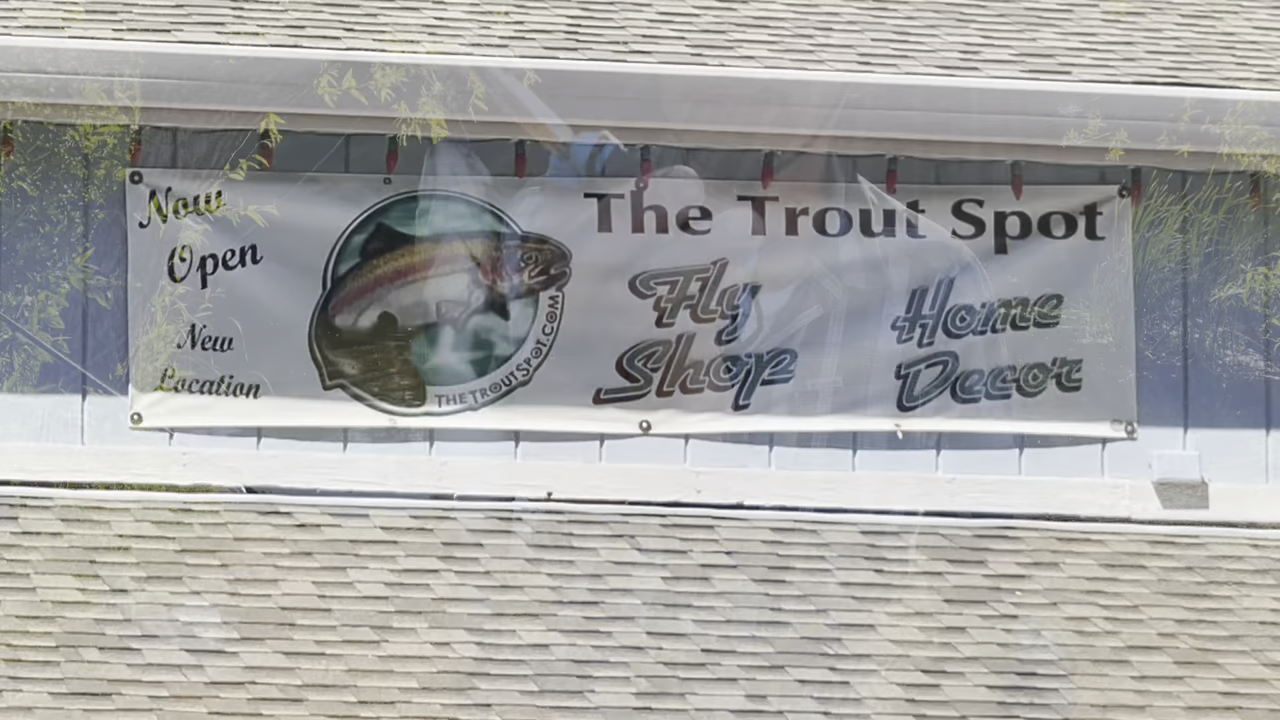 Now
Open
New
Location
THETROUTSPOT.COM
The Trout Spot
Fly
Shop
Home
Decor